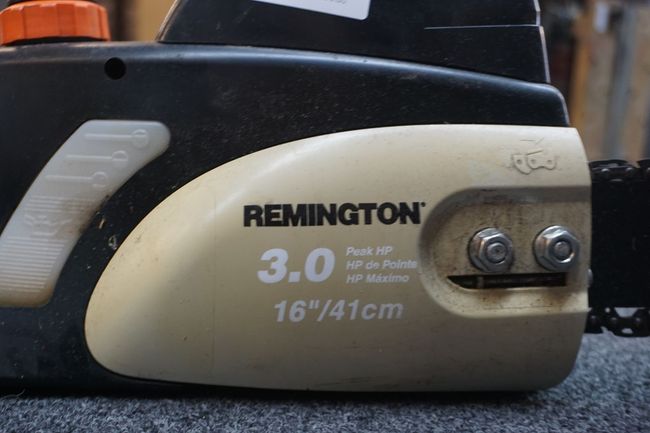 REMINGTON
3.0
Peak HP
HP de Pointe
HP Máximo
16"/41cm